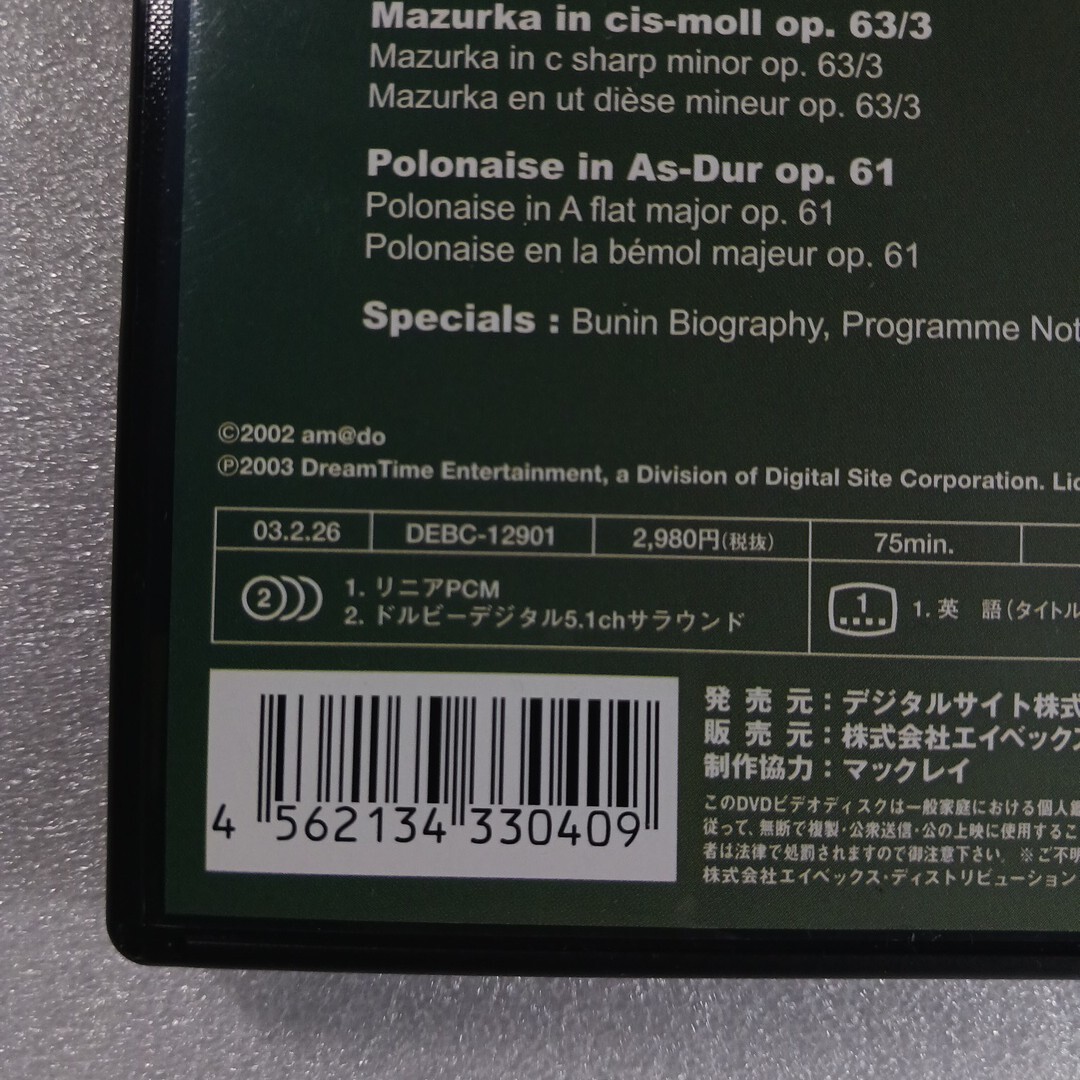 Mazurka in cis-moll op. 63/3
Mazurka in c sharp minor op. 63/3
Mazurka en ut dièse mineur op. 63/3
Polonaise in As-Dur op. 61
Polonaise in A flat major op. 61
Polonaise en la bémol majeur op. 61
Specials : Bunin Biography, Programme Not
©2002 am@do
℗2003 DreamTime Entertainment, a Division of Digital Site Corporation. Lic
03.2.26 DEBC-12901 2,980円(税抜) 75min.
2 1. リニアPCM
2. ドルビーデジタル5.1chサラウンド
1 1. 英 語(タイトル
4 562134 330409
発 売 元:デジタルサイト株式
販 売 元:株式会社エイベックス
制作協力:マックレイ
このDVDビデオディスクは一般家庭における個人鑑
従って、無断で複製・公衆送信・公の上映に使用するこ
者は法律で処罰されますので御注意下さい。※ご不明
株式会社エイベックス・ディストリビューション